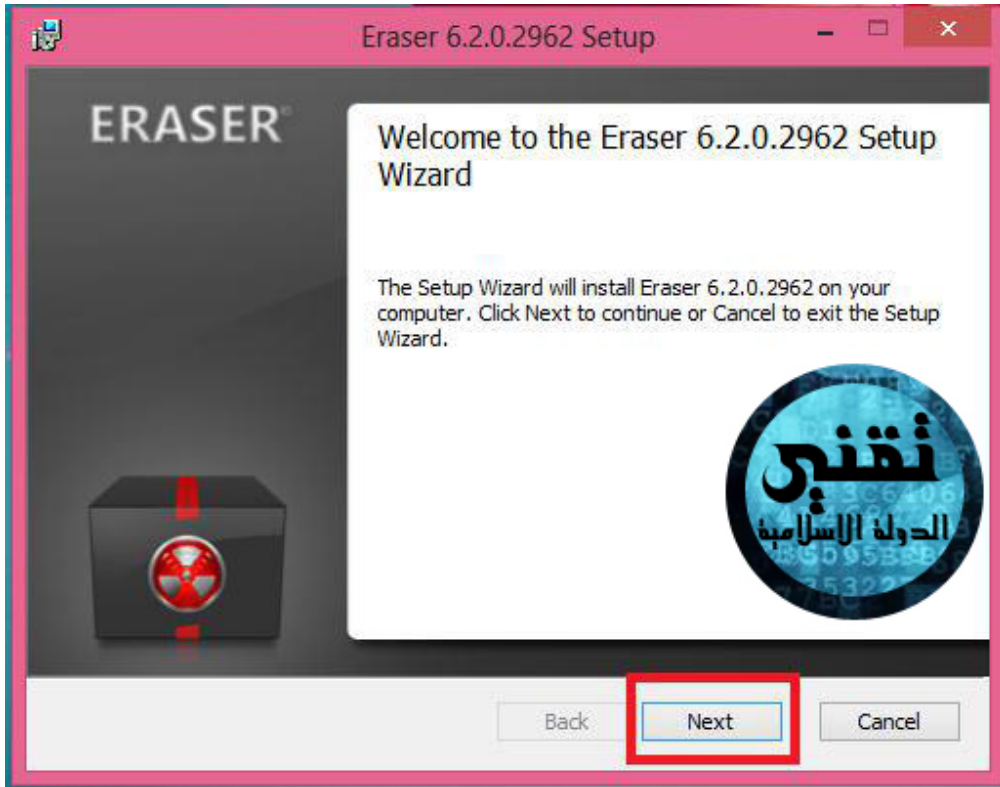 Eraser 6.2.0.2962 Setup
ERASER
Welcome to the Eraser 6.2.0.2962 Setup
Wizard
The Setup Wizard will install Eraser 6.2.0.2962 on your
computer. Click Next to continue or Cancel to exit the Setup
Wizard.
تقني
الدولة الاسلامية
Back
Next
Cancel